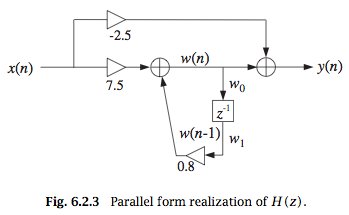 -2.5
x(n)
7.5
w(n)
y(n)
w0
z-1
w(n-1)
w1
0.8
Fig. 6.2.3 Parallel form realization of H(z).